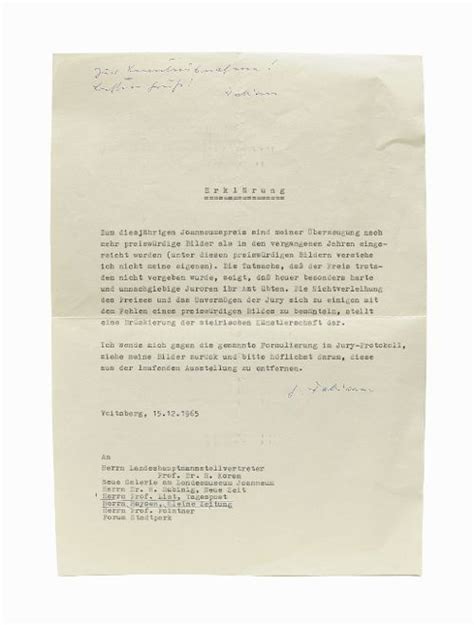 Zur Kenntnisnahme!
Besten Gruß!
Erklärung
Zum diesjährigen Joanneumspreis sind meiner Überzeugung nach
mehr preiswürdige Bilder als in den vergangenen Jahren einge-
reicht worden (unter diesen preiswürdigen Bildern verstehe
ich nicht meine eigenen). Die Tatsache, daß der Preis trotz-
dem nicht vergeben wurde, zeigt, daß heuer besonders harte
und unnachgiebige Juroren ihr Amt übten. Die Nichtverleihung
des Preises und das Unvermögen der Jury sich zu einigen mit
dem Fehlen eines preiswürdigen Bildes zu bemänteln, stellt
eine Brüskierung der steirischen Künstlerschaft dar.
Ich wende mich gegen die genannte Formulierung im Jury-Protokoll,
ziehe meine Bilder zurück und bitte höflichst darum, diese
aus der laufenden Ausstellung zu entfernen.
Voitsberg, 15.12.1965
An
Herrn Landeshauptmannstellvertreter
Prof. Dr. H. Koren
Neue Galerie am Landesmuseum Joanneum
Herrn Dr. H. Neue Zeit
Herrn Prof. List, Tagespost
Herrn Kleine Zeitung
Herrn Prof.
Forum Stadtpark